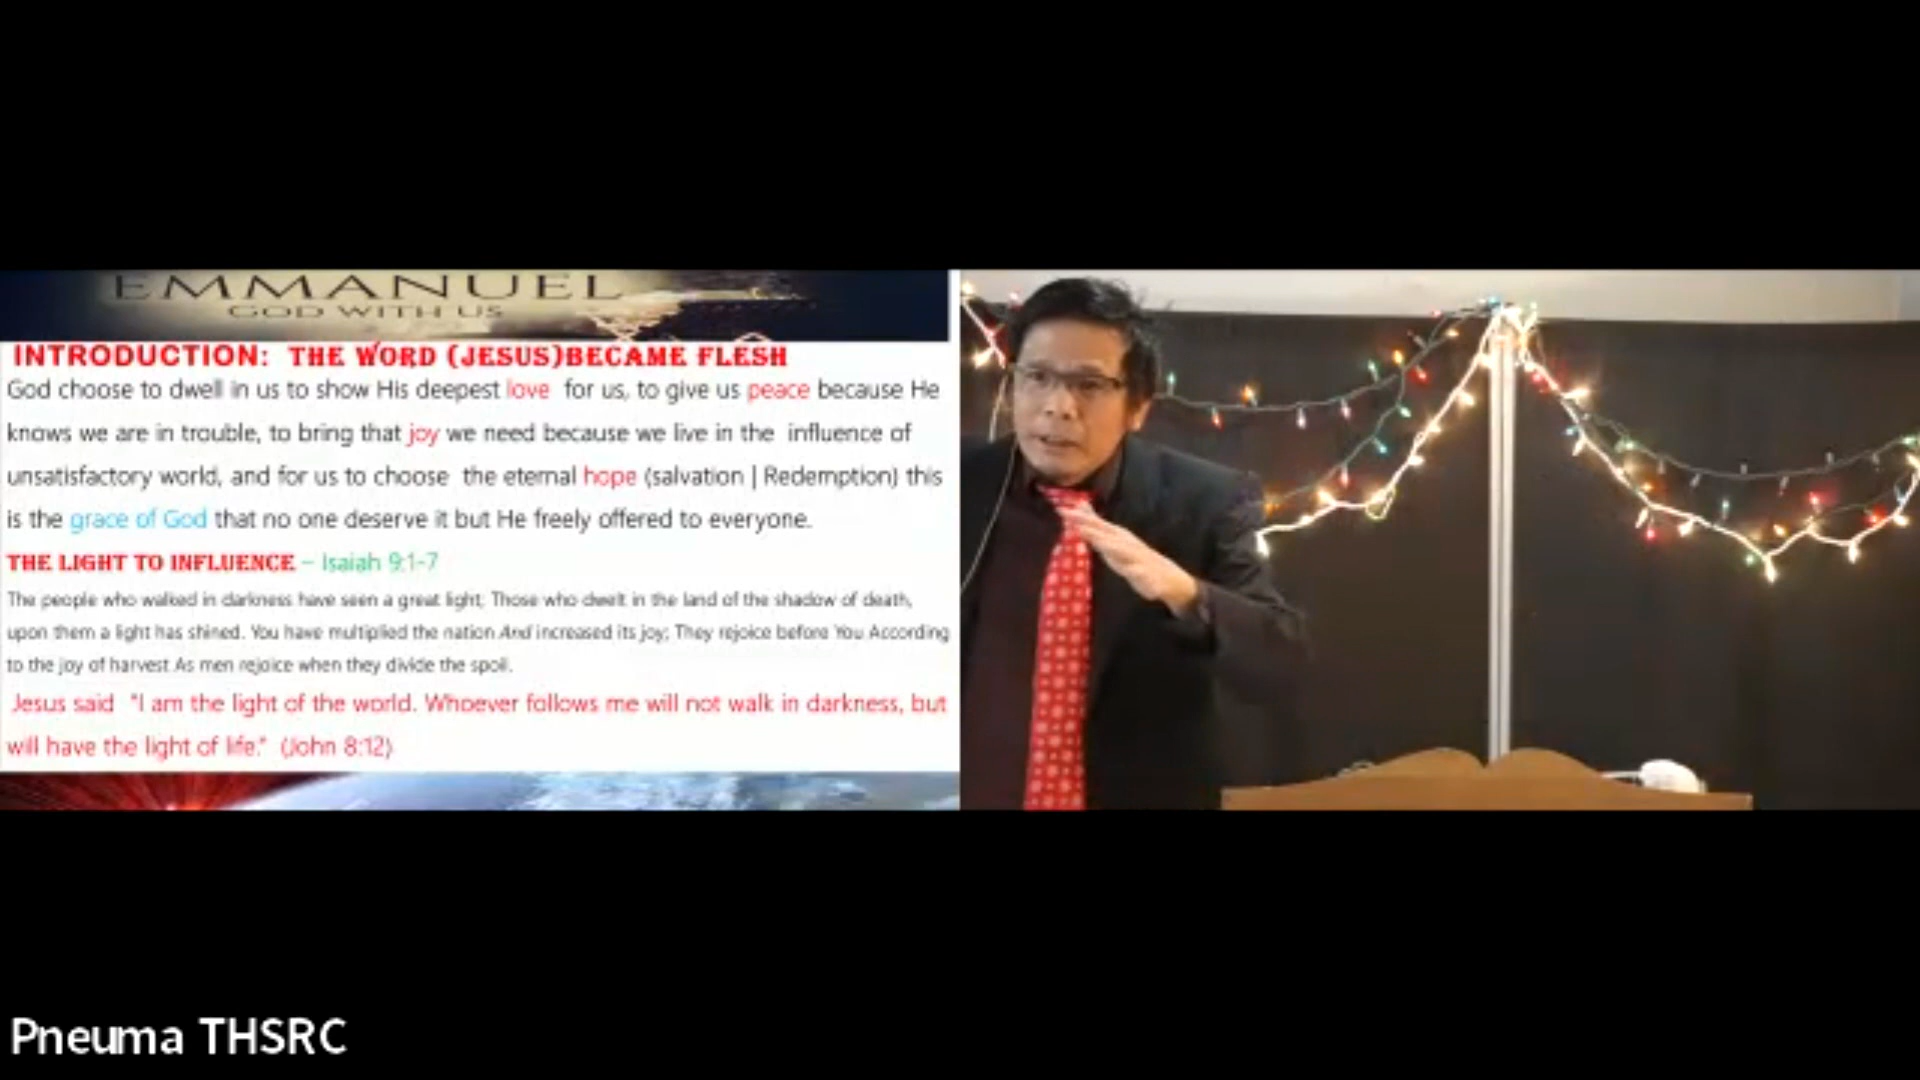 EMMANUEL
GOD WITH US
INTRODUCTION: THE WORD (JESUS)BECAME FLESH
God choose to dwell in us to show His deepest love for us, to give us peace because He
knows we are in trouble, to bring that joy we need because we live in the influence of
unsatisfactory world, and for us to choose the eternal hope (salvation | Redemption) this
is the grace of God that no one deserve it but He freely offered to everyone.
THE LIGHT TO INFLUENCE – Isaiah 9:1-7
The people who walked in darkness have seen a great light; Those who dwelt in the land of the shadow of death,
upon them a light has shined. You have multiplied the nation And increased its joy; They rejoice before You According
to the joy of harvest As men rejoice when they divide the spoil.
Jesus said "I am the light of the world. Whoever follows me will not walk in darkness, but
will have the light of life." (John 8:12)
Pneuma THSRC